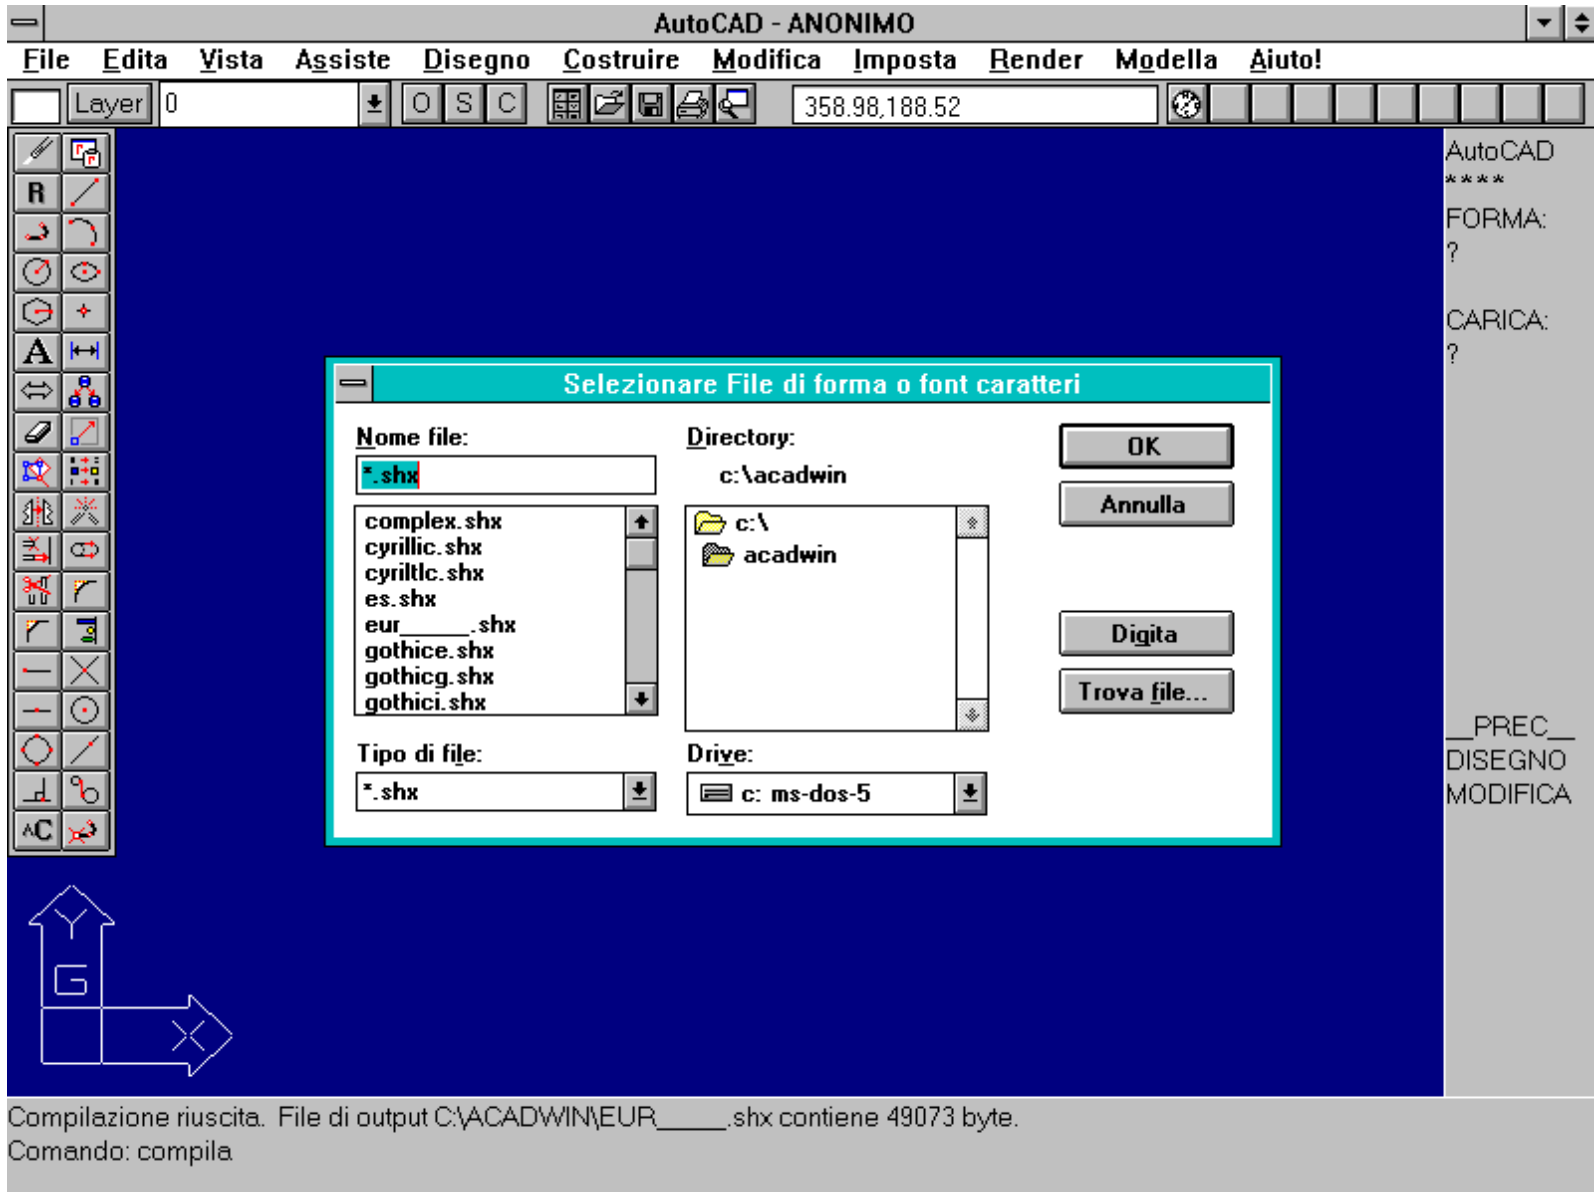 AutoCAD - ANONIMO
File Edita Vista Assiste Disegno Costruire Modifica Imposta Render Modella Aiuto!
Layer 0 O S C 358.98,188.52
AutoCAD
****
FORMA:
?
CARICA:
?
__PREC__
DISEGNO
MODIFICA
R
A
^C
Selezionare File di forma o font caratteri
Nome file:
*.shx
complex.shx
cyrillic.shx
cyriltlc.shx
es.shx
eur_____.shx
gothice.shx
gothicg.shx
gothici.shx
Tipo di file:
*.shx
Directory:
c:\acadwin
c:\
acadwin
Drive:
c: ms-dos-5
OK
Annulla
Digita
Trova file...
Y
G
X
Compilazione riuscita. File di output C:\ACADWIN\EUR_____.shx contiene 49073 byte.
Comando: compila